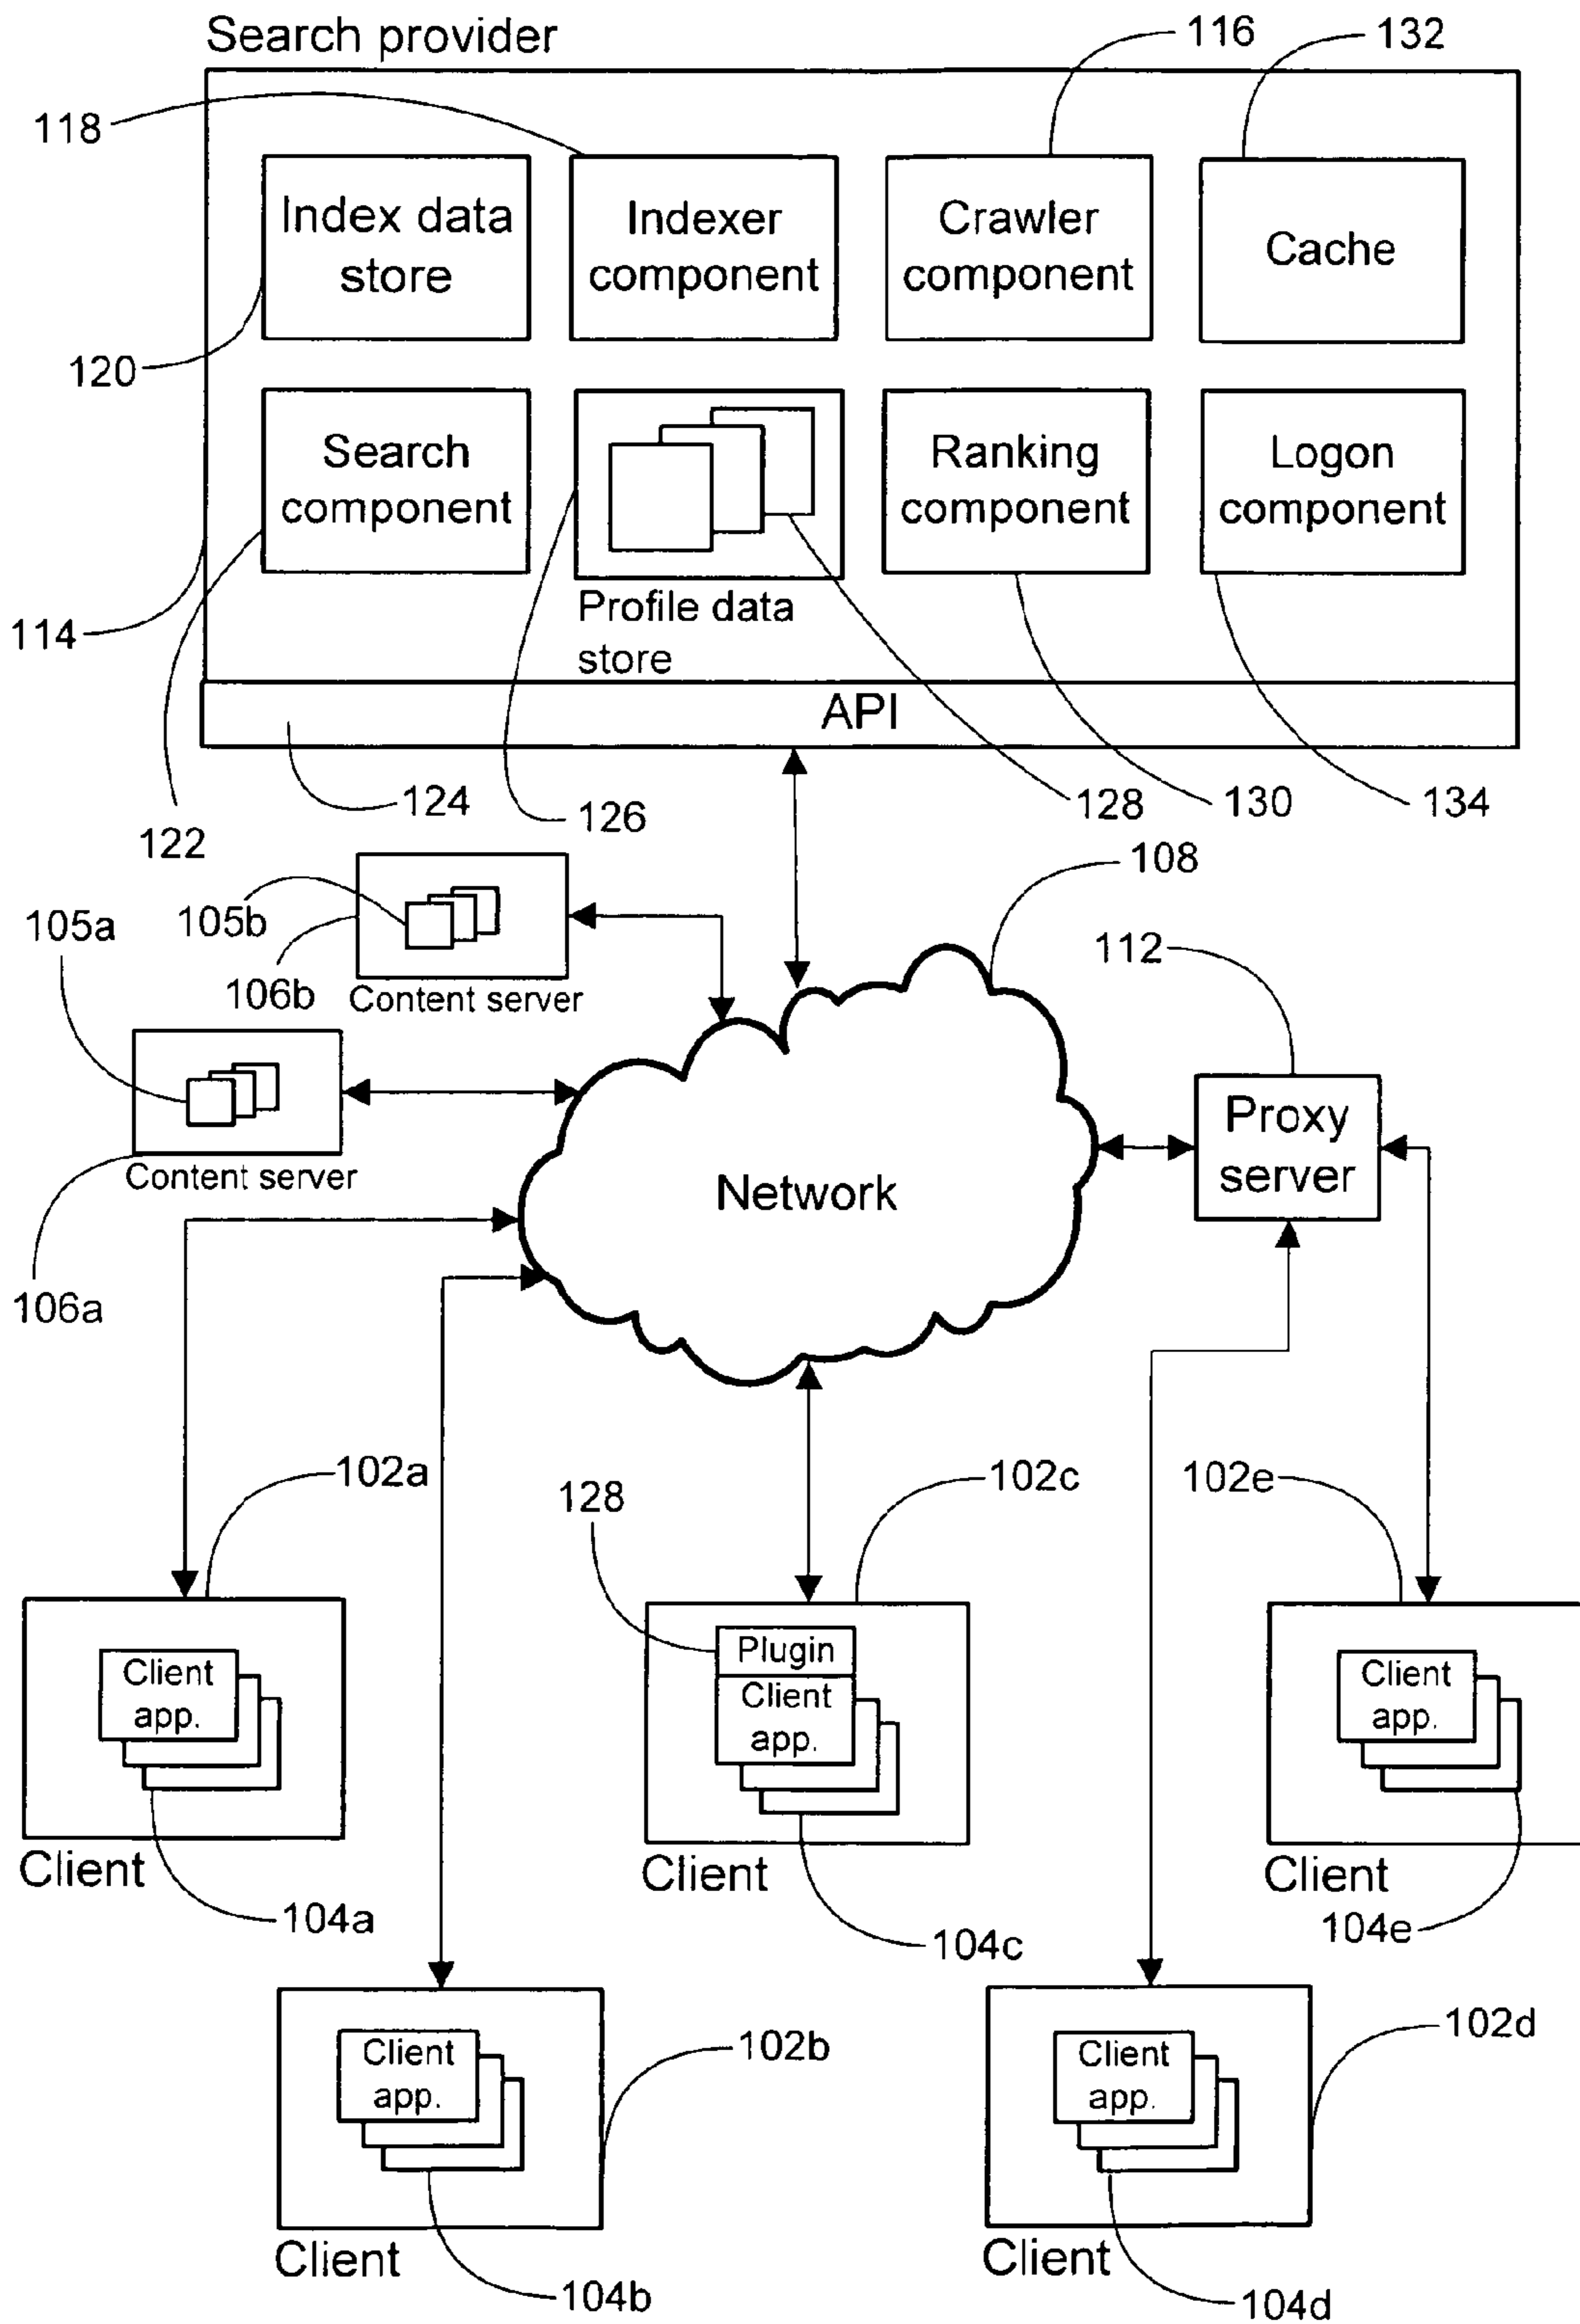 Search provider
116
132
118
Index data
store
Indexer
component
Crawler
component
Cache
120
Search
component
Ranking
component
Logon
component
Profile data
store
114
API
124
126
128
130
134
122
108
105b
105a
112
106b
Content server
Proxy
server
Content server
Network
106a
102a
128
102c
102e
Client
app.
Plugin
Client
app.
Client
app.
Client
Client
Client
104a
104c
104e
102b
102d
Client
app.
Client
app.
Client
Client
104b
104d